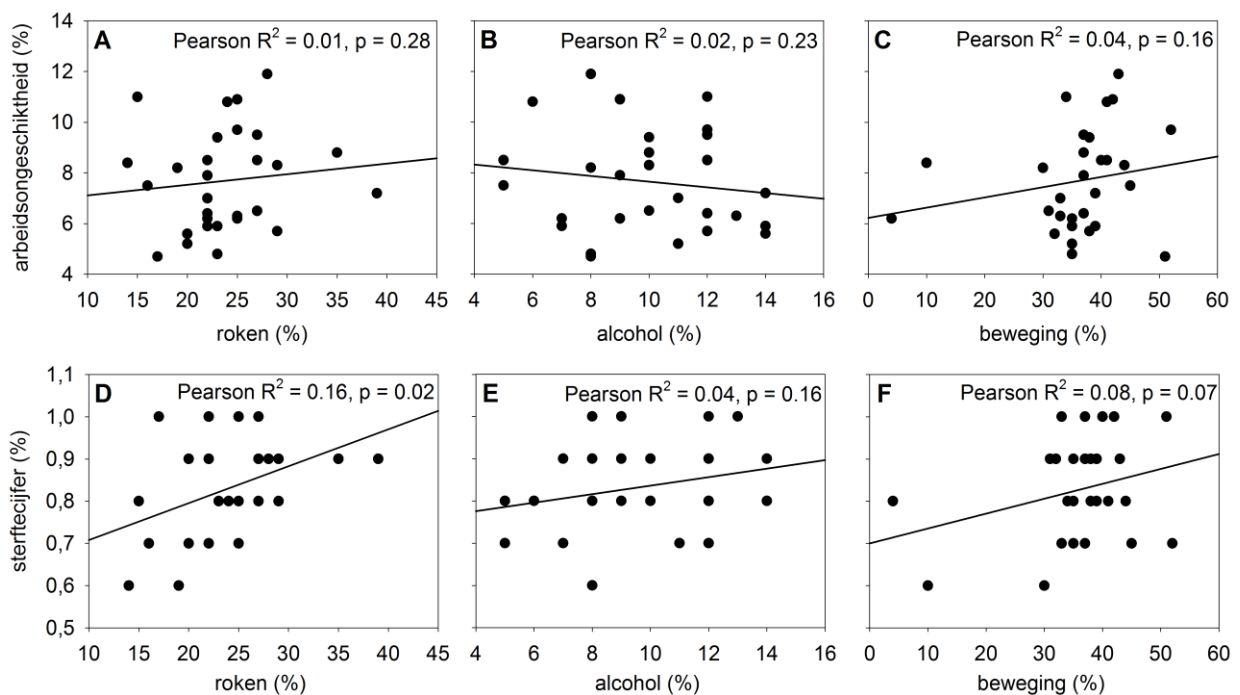 A Pearson R² = 0.01, p = 0.28
B Pearson R² = 0.02, p = 0.23
C Pearson R² = 0.04, p = 0.16
arbeidsongeschiktheid (%)
14
12
10
8
6
4
10 15 20 25 30 35 40 45
4 6 8 10 12 14 16
0 10 20 30 40 50 60
roken (%)
alcohol (%)
beweging (%)
D Pearson R² = 0.16, p = 0.02
E Pearson R² = 0.04, p = 0.16
F Pearson R² = 0.08, p = 0.07
sterftecijfer (%)
1,1
1,0
0,9
0,8
0,7
0,6
0,5
10 15 20 25 30 35 40 45
4 6 8 10 12 14 16
0 10 20 30 40 50 60
roken (%)
alcohol (%)
beweging (%)